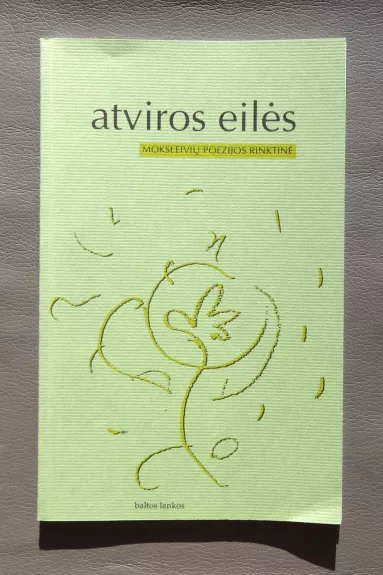 atviros eilės
MOKSLEIVIŲ POEZIJOS RINKTINĖ
baltos lankos